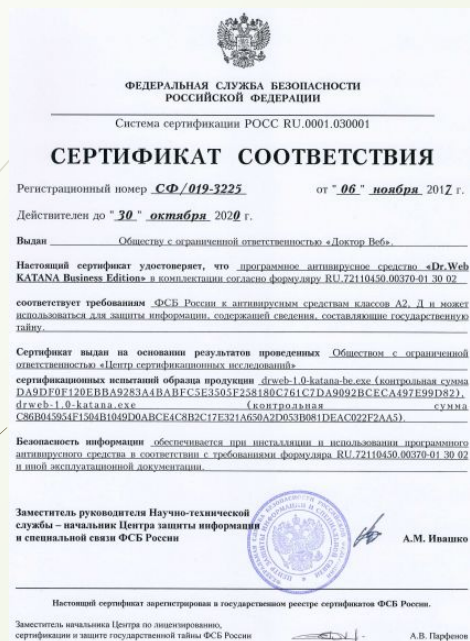 ФЕДЕРАЛЬНАЯ СЛУЖБА БЕЗОПАСНОСТИ
РОССИЙСКОЙ ФЕДЕРАЦИИ
Система сертификации РОСС RU.0001.030001
СЕРТИФИКАТ СООТВЕТСТВИЯ
Регистрационный номер СФ/019-3225 от "06" ноября 2017 г.
Действителен до "30" октября 2020 г.
Выдан Обществу с ограниченной ответственностью «Доктор Веб».
Настоящий сертификат удостоверяет, что программное антивирусное средство «Dr.Web
KATANA Business Edition» в комплектации согласно формуляру RU.72110450.00370-01 30 02
соответствует требованиям ФСБ России к антивирусным средствам классов А2, Д и может
использоваться для защиты информации, содержащей сведения, составляющие государственную
тайну.
Сертификат выдан на основании результатов проведенных Обществом с ограниченной
ответственностью «Центр сертификационных исследований»
сертификационных испытаний образца продукции drweb-1.0-katana-be.exe (контрольная сумма
DA9DF0F120EBBA9283A4BABFC5E3505F258180C761C7DA9092BCECA497E99D82),
drweb-1.0-katana.exe (контрольная сумма
C86B045954F1504B1049D0ABCE4C8B2C17E321A650A2D053B081DEAC022F2AA5).
Безопасность информации обеспечивается при инсталляции и использовании программного
антивирусного средства в соответствии с требованиями формуляра RU.72110450.00370-01 30 02
и иной эксплуатационной документации.
Заместитель руководителя Научно-технической
службы – начальник Центра защиты информации
и специальной связи ФСБ России А.М. Ивашко
Настоящий сертификат зарегистрирован в государственном реестре сертификатов ФСБ России.
Заместитель начальника Центра по лицензированию,
сертификации и защите государственной тайны ФСБ России А.В. Парфенов